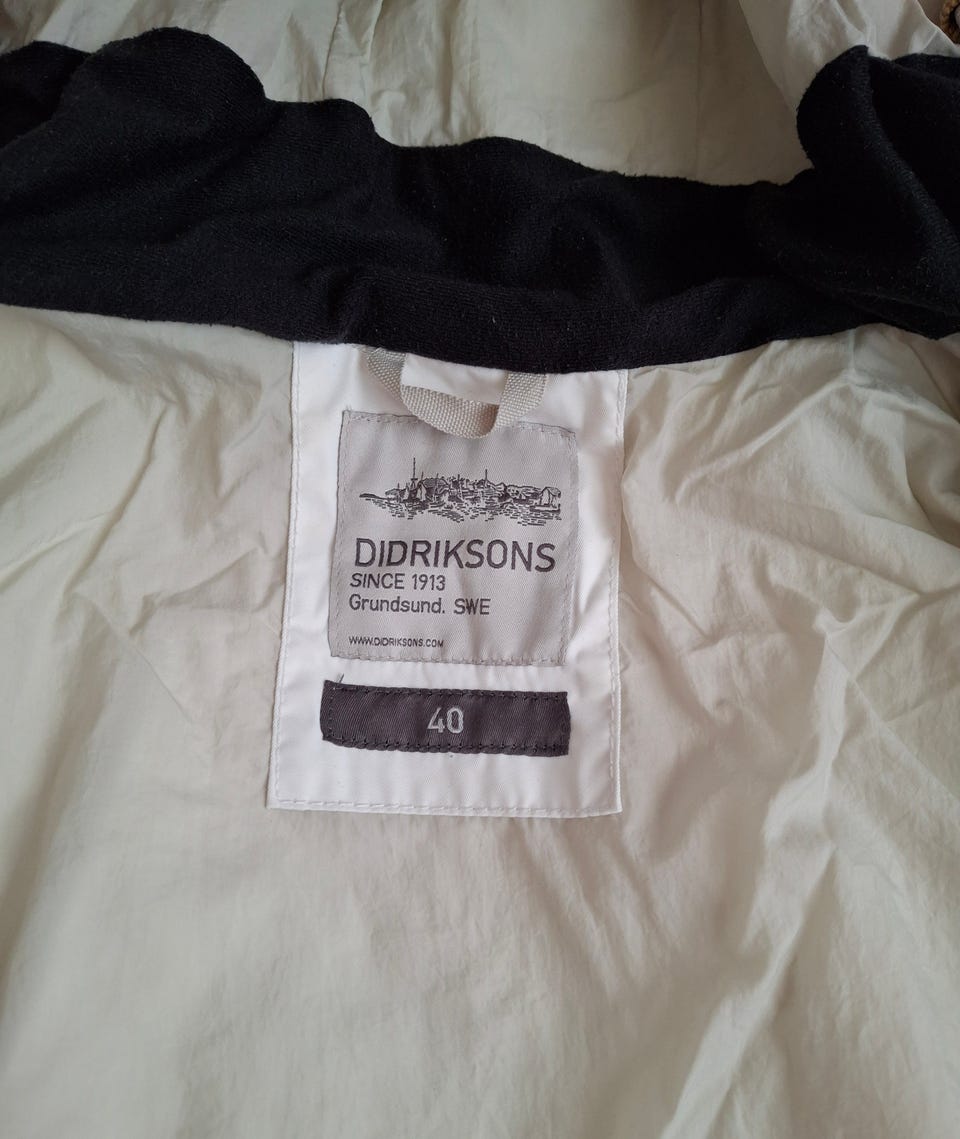 DIDRIKSONS
SINCE 1913
Grundsund. SWE
WWW.DIDRIKSONS.COM
40